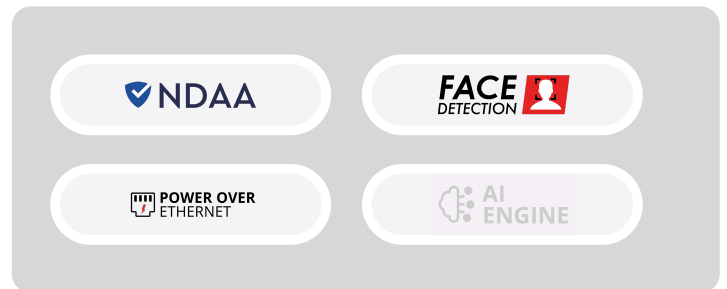 NDAA
FACE
DETECTION
POWER OVER
ETHERNET
AI
ENGINE